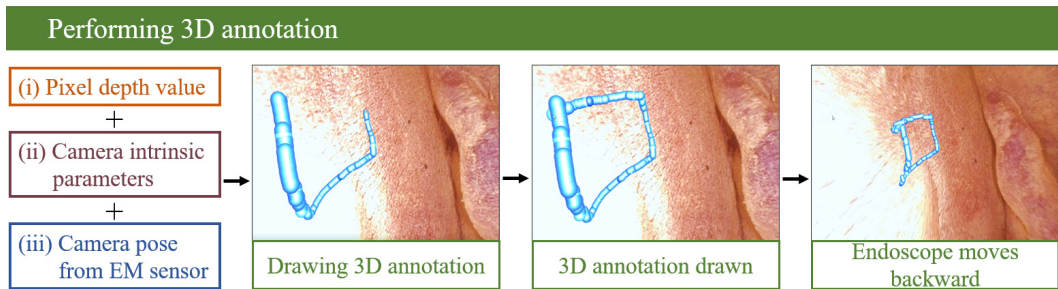 Performing 3D annotation
(i) Pixel depth value
+
(ii) Camera intrinsic
parameters
+
(iii) Camera pose
from EM sensor
Drawing 3D annotation
3D annotation drawn
Endoscope moves
backward